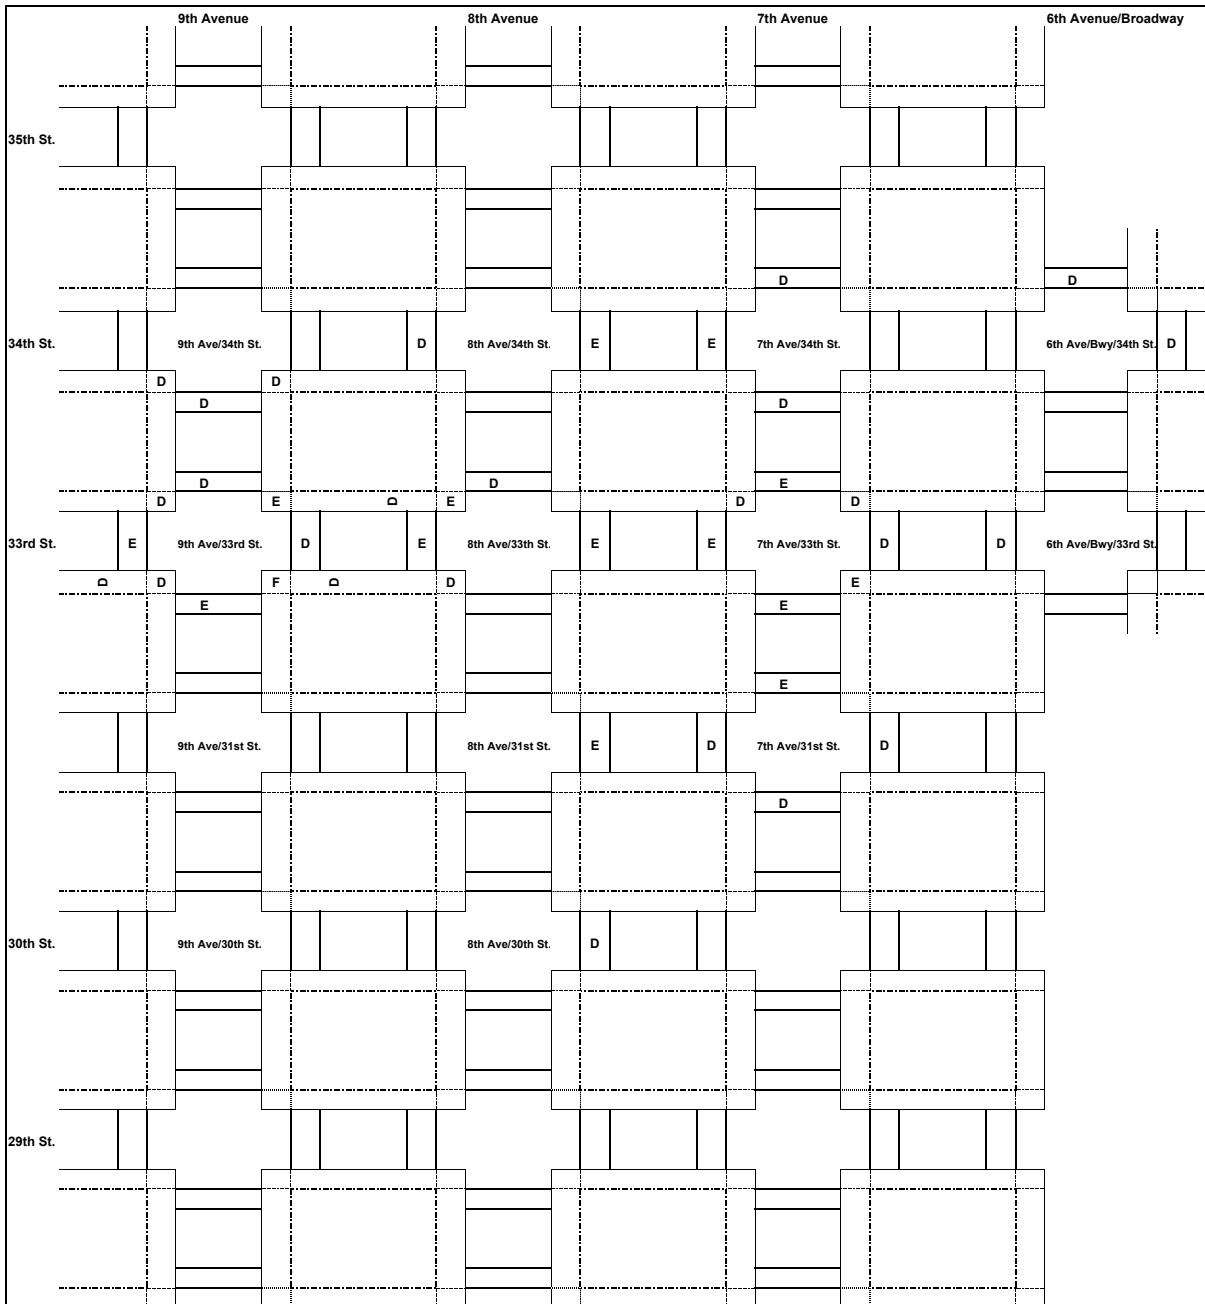 9th Avenue 8th Avenue 7th Avenue 6th Avenue/Broadway
35th St.
D D
34th St. 9th Ave/34th St. D 8th Ave/34th St. E E 7th Ave/34th St. 6th Ave/Bwy/34th St. D
D D
D D
D D E
D E D E D D
33rd St. E 9th Ave/33rd St. D E 8th Ave/33th St. E E 7th Ave/33th St. D D 6th Ave/Bwy/33rd St.
D D F D D E
E E
E
9th Ave/31st St. 8th Ave/31st St. E D 7th Ave/31st St. D
D
30th St. 9th Ave/30th St. 8th Ave/30th St. D
29th St.